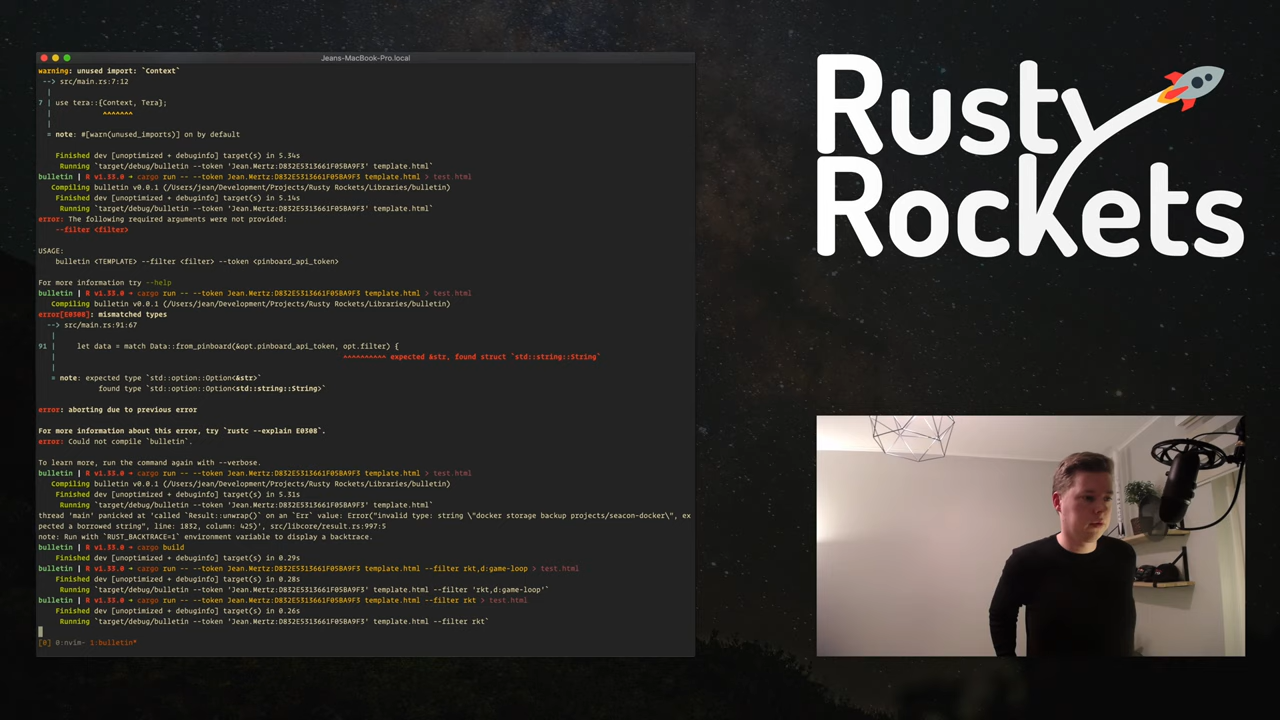 Jeans-MacBook-Pro.local
warning: unused import: `Context`
--> src/main.rs:7:12
|
7 | use tera::{Context, Tera};
| ^^^^^^^
|
= note: #[warn(unused_imports)] on by default
Finished dev [unoptimized + debuginfo] target(s) in 5.34s
Running `target/debug/bulletin --token 'Jean.Mertz:D832E5313661F05BA9F3' template.html`
bulletin | R v1.33.0 → cargo run -- --token Jean.Mertz:D832E5313661F05BA9F3 template.html > test.html
Compiling bulletin v0.0.1 (/Users/jean/Development/Projects/Rusty Rockets/Libraries/bulletin)
Finished dev [unoptimized + debuginfo] target(s) in 5.14s
Running `target/debug/bulletin --token 'Jean.Mertz:D832E5313661F05BA9F3' template.html`
error: The following required arguments were not provided:
--filter <filter>
USAGE:
bulletin <TEMPLATE> --filter <filter> --token <pinboard_api_token>
For more information try --help
bulletin | R v1.33.0 → cargo run -- --token Jean.Mertz:D832E5313661F05BA9F3 template.html > test.html
Compiling bulletin v0.0.1 (/Users/jean/Development/Projects/Rusty Rockets/Libraries/bulletin)
error[E0308]: mismatched types
--> src/main.rs:91:67
|
91 | let data = match Data::from_pinboard(&opt.pinboard_api_token, opt.filter) {
| ^^^^^^^^^^ expected &str, found struct `std::string::String`
|
= note: expected type `std::option::Option<&str>`
found type `std::option::Option<std::string::String>`
error: aborting due to previous error
For more information about this error, try `rustc --explain E0308`.
error: Could not compile `bulletin`.
To learn more, run the command again with --verbose.
bulletin | R v1.33.0 → cargo run -- --token Jean.Mertz:D832E5313661F05BA9F3 template.html > test.html
Compiling bulletin v0.0.1 (/Users/jean/Development/Projects/Rusty Rockets/Libraries/bulletin)
Finished dev [unoptimized + debuginfo] target(s) in 5.31s
Running `target/debug/bulletin --token 'Jean.Mertz:D832E5313661F05BA9F3' template.html`
thread 'main' panicked at 'called `Result::unwrap()` on an `Err` value: Error("invalid type: string \"docker storage backup projects/seacon-docker\", ex
pected a borrowed string", line: 1832, column: 425)', src/libcore/result.rs:997:5
note: Run with `RUST_BACKTRACE=1` environment variable to display a backtrace.
bulletin | R v1.33.0 → cargo build
Finished dev [unoptimized + debuginfo] target(s) in 0.29s
bulletin | R v1.33.0 → cargo run -- --token Jean.Mertz:D832E5313661F05BA9F3 template.html --filter rkt,d:game-loop > test.html
Finished dev [unoptimized + debuginfo] target(s) in 0.28s
Running `target/debug/bulletin --token 'Jean.Mertz:D832E5313661F05BA9F3' template.html --filter 'rkt,d:game-loop'`
bulletin | R v1.33.0 → cargo run -- --token Jean.Mertz:D832E5313661F05BA9F3 template.html --filter rkt > test.html
Finished dev [unoptimized + debuginfo] target(s) in 0.26s
Running `target/debug/bulletin --token 'Jean.Mertz:D832E5313661F05BA9F3' template.html --filter rkt`
[0] 0:nvim- 1:bulletin*
Rusty
Rockets